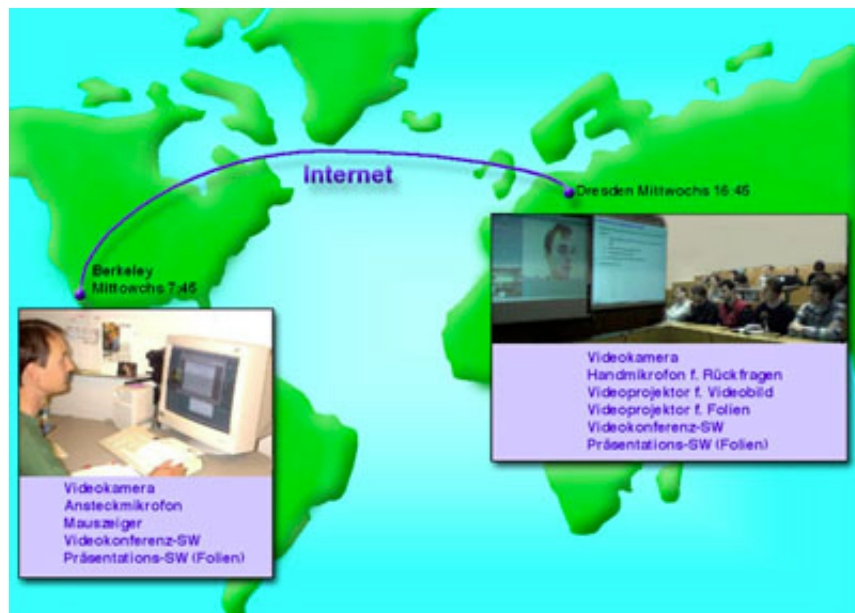 Internet
Dresden Mittwochs 16:45
Berkeley
Mittowchs 7:45
Videokamera
Handmikrofon f. Rückfragen
Videoprojektor f. Videobild
Videoprojektor f. Folien
Videokonferenz-SW
Präsentations-SW (Folien)
Videokamera
Ansteckmikrofon
Mauszeiger
Videokonferenz-SW
Präsentations-SW (Folien)